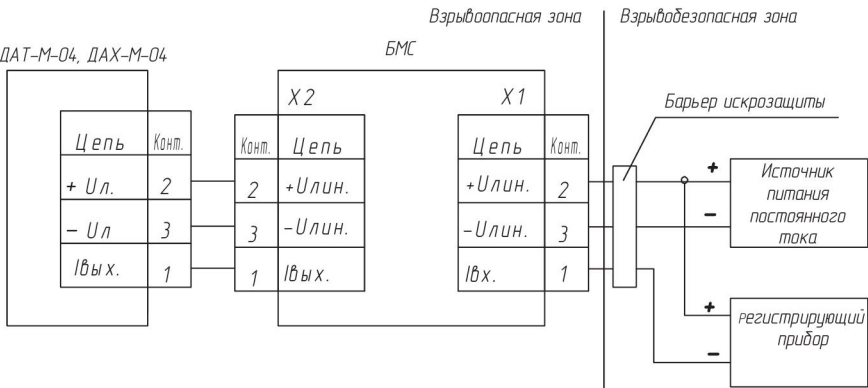 Взрывоопасная зона
Взрывобезопасная зона
ДАТ-М-04, ДАХ-М-04
БМС
X2
X1
Барьер искрозащиты
Цепь Конт.
+ Uл. 2
– Uл 3
Iвых. 1
Конт. Цепь
2 +Uлин.
3 –Uлин.
1 Iвых.
Цепь Конт.
+Uлин. 2
–Uлин. 3
Iвх. 1
+
–
Источник
питания
постоянного
тока
+
–
Регистрирующий
прибор